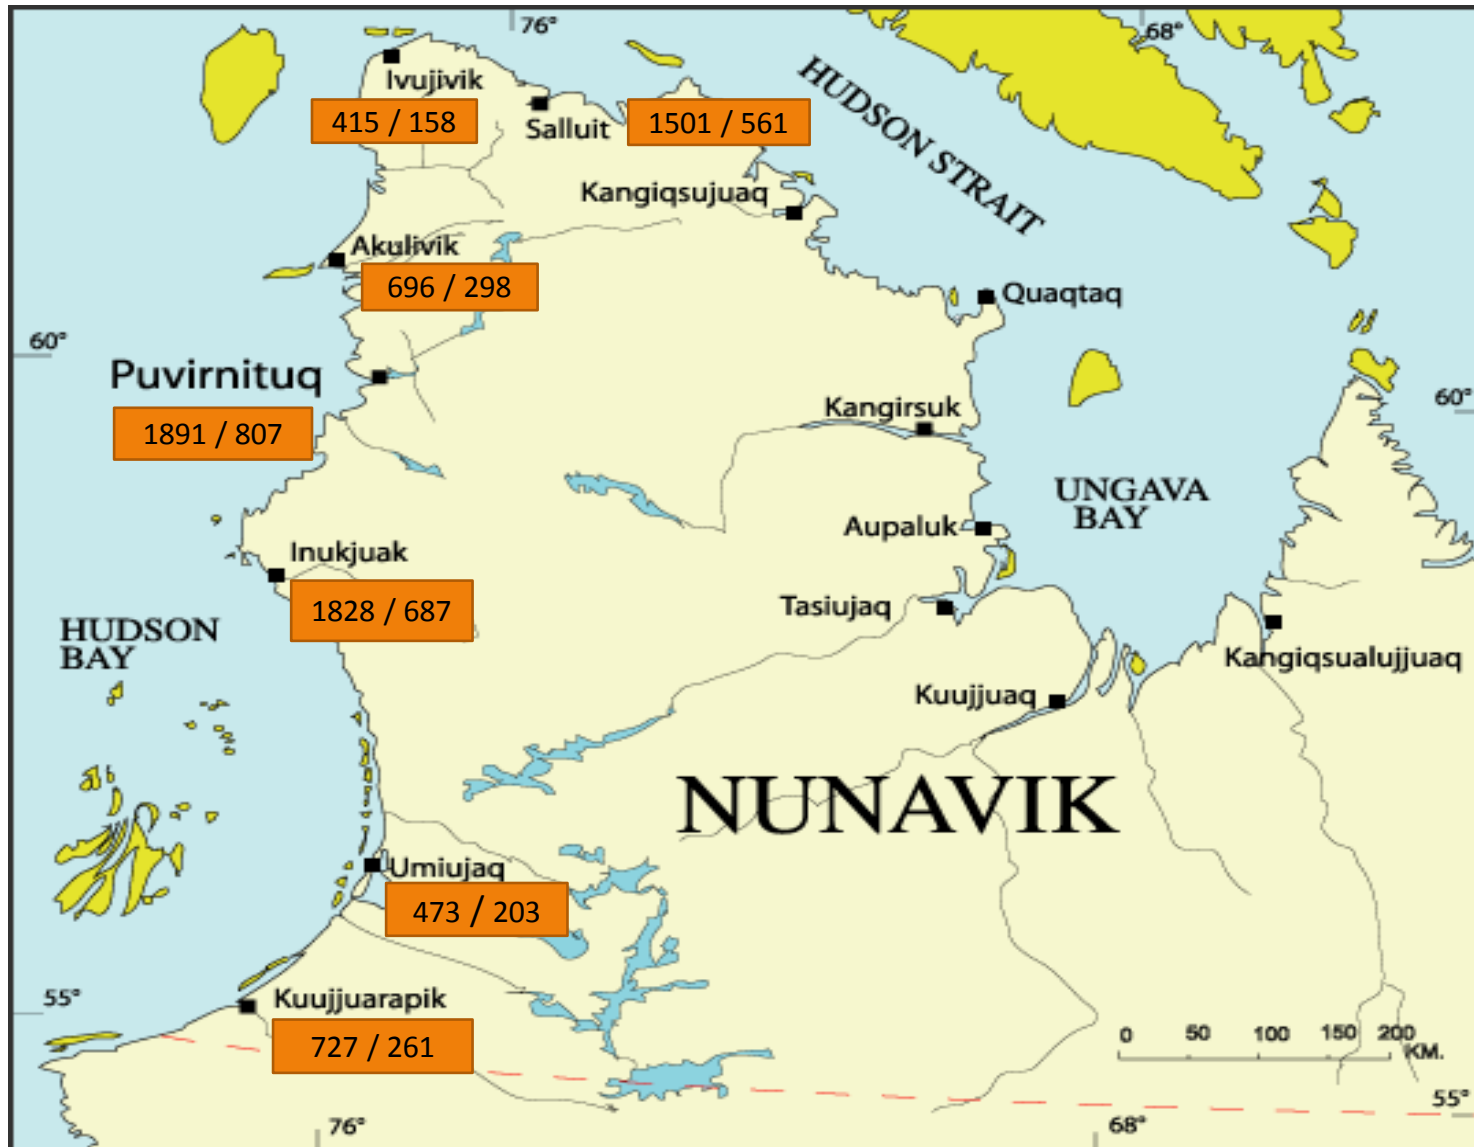 76°
68°
HUDSON STRAIT
Ivujivik
415 / 158
Salluit
1501 / 561
Kangiqsujuaq
Akulivik
696 / 298
Quaqtaq
60°
Puvirnituq
1891 / 807
Kangirsuk
60°
UNGAVA
BAY
Aupaluk
Inukjuak
1828 / 687
Tasiujaq
HUDSON
BAY
Kangiqsualujjuaq
Kuujjuaq
NUNAVIK
Umiujaq
473 / 203
55°
Kuujjuarapik
727 / 261
0 50 100 150 200
KM.
55°
76°
68°